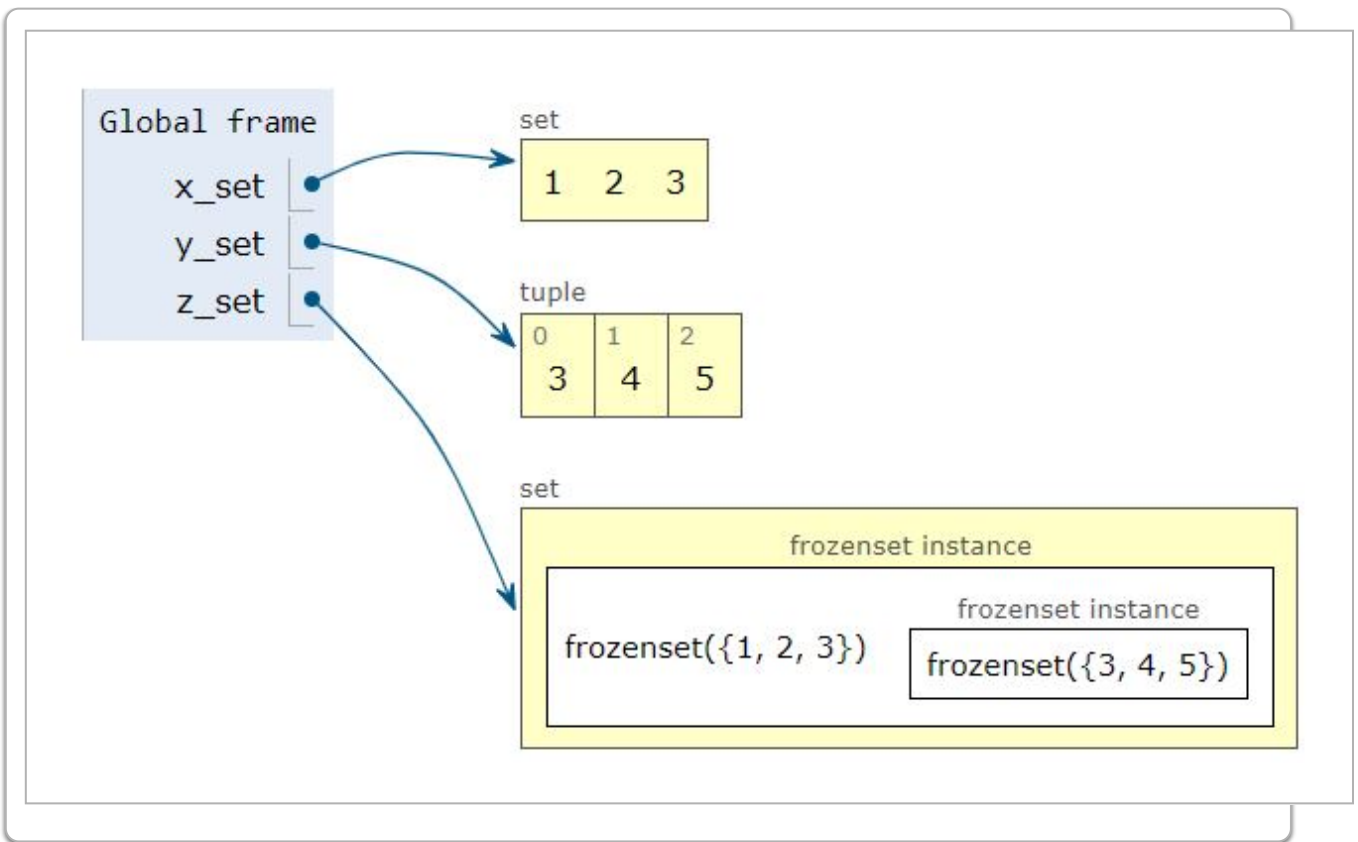 Global frame
x_set
y_set
z_set
set
1 2 3
tuple
0 1 2
3 4 5
set
frozenset instance
frozenset({1, 2, 3})
frozenset instance
frozenset({3, 4, 5})